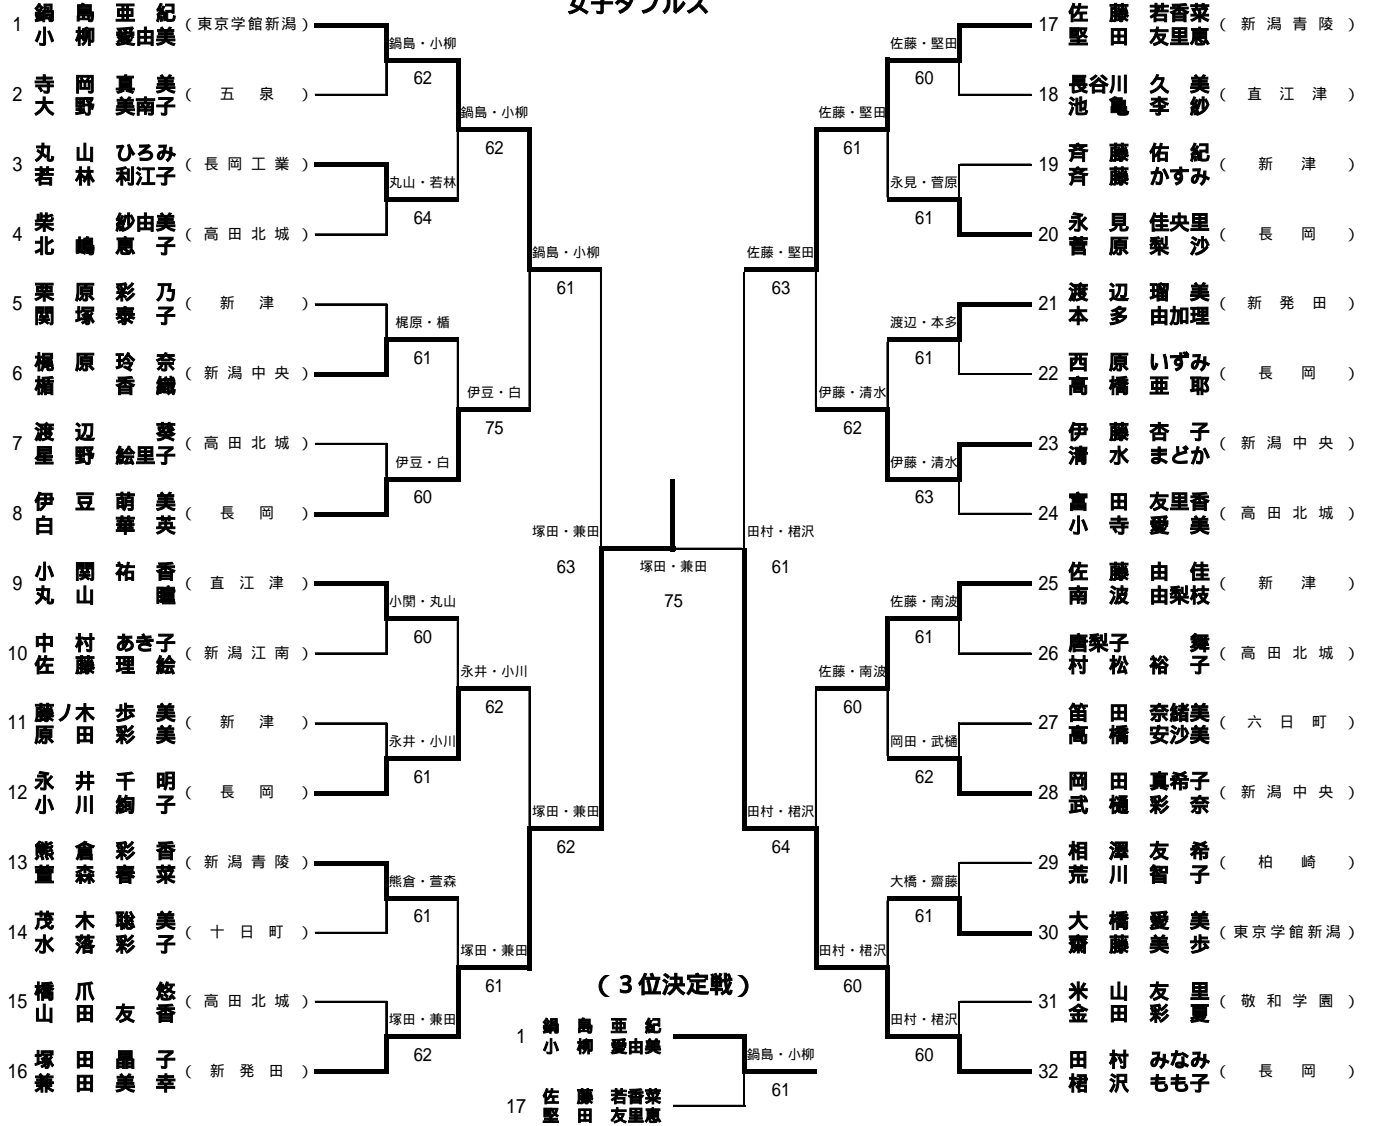 女子ダブルス
1 鍋島亜紀 小柳愛由美 (東京学館新潟)
2 寺岡真美 大野美南子 (五泉)
3 丸山ひろみ 若林利江子 (長岡工業)
4 柴紗由美 北嶋恵子 (高田北城)
5 栗原彩乃 関塚泰子 (新津)
6 梶原玲奈 楯香織 (新潟中央)
7 渡辺葵 星野絵里子 (高田北城)
8 伊豆萌美 白華英 (長岡)
9 小関祐香 丸山瞳 (直江津)
10 中村あき子 佐藤理絵 (新潟江南)
11 藤ノ木歩美 原田彩美 (新津)
12 永井千明 小川絢子 (長岡)
13 熊倉彩香 萱森春菜 (新潟青陵)
14 茂木聡美 水落彩子 (十日町)
15 橋爪悠 山田友香 (高田北城)
16 塚田晶子 兼田美幸 (新発田)
鍋島・小柳
62
丸山・若林
64
梶原・楯
61
伊豆・白
60
小関・丸山
60
永井・小川
61
熊倉・萱森
61
塚田・兼田
62
鍋島・小柳
62
伊豆・白
75
永井・小川
62
塚田・兼田
61
鍋島・小柳
61
塚田・兼田
62
塚田・兼田
63
塚田・兼田
75
田村・桾沢
61
佐藤・堅田
63
田村・桾沢
64
佐藤・堅田
61
伊藤・清水
62
佐藤・南波
60
田村・桾沢
60
佐藤・堅田
60
永見・菅原
61
渡辺・本多
61
伊藤・清水
63
佐藤・南波
61
岡田・武樋
62
大橋・齋藤
61
田村・桾沢
60
17 佐藤若香菜 堅田友里恵 (新潟青陵)
18 長谷川久美 池亀李紗 (直江津)
19 斉藤佑紀 斉藤かすみ (新津)
20 永見佳央里 菅原梨沙 (長岡)
21 渡辺瑠美 本多由加理 (新発田)
22 西原いずみ 高橋亜耶 (長岡)
23 伊藤杏子 清水まどか (新潟中央)
24 富田友里香 小寺愛美 (高田北城)
25 佐藤由佳 南波由梨枝 (新津)
26 唐梨子舞 村松裕子 (高田北城)
27 笛田奈緒美 高橋安沙美 (六日町)
28 岡田真希子 武樋彩奈 (新潟中央)
29 相澤友希 荒川智子 (柏崎)
30 大橋愛美 齋藤美歩 (東京学館新潟)
31 米山友里 金田彩夏 (敬和学園)
32 田村みなみ 桾沢もも子 (長岡)
(3位決定戦)
1 鍋島亜紀 小柳愛由美
17 佐藤若香菜 堅田友里恵
鍋島・小柳
61